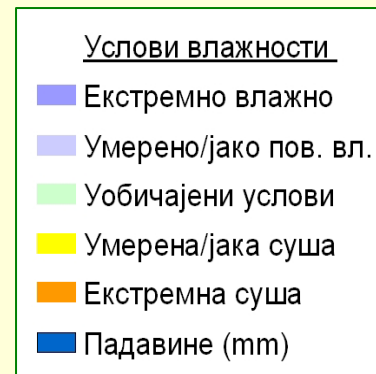 Услови влажности
Екстремно влажно
Умерено/јако пов. вл.
Уобичајени услови
Умерена/јака суша
Екстремна суша
Падавине (mm)